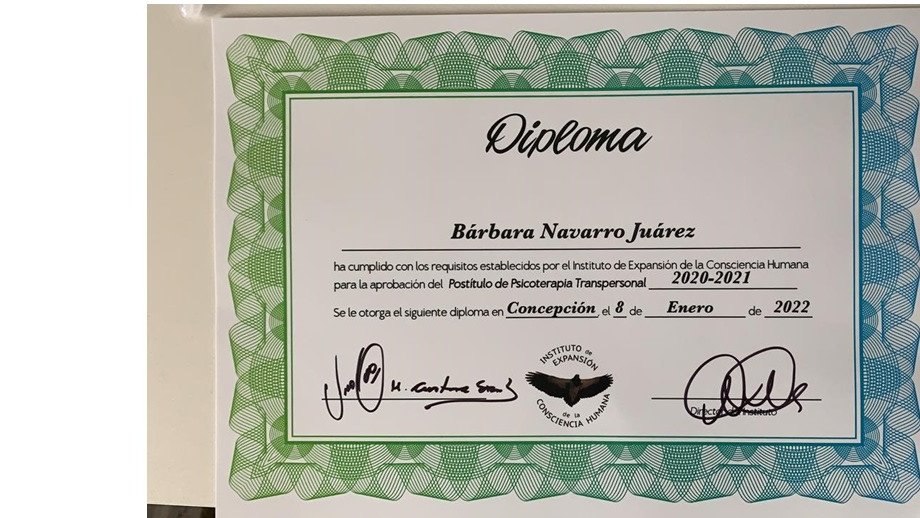 Diploma
Bárbara Navarro Juárez
ha cumplido con los requisitos establecidos por el Instituto de Expansión de la Consciencia Humana
para la aprobación del Postítulo de Psicoterapia Transpersonal 2020-2021
Se le otorga el siguiente diploma en Concepción, el 8 de Enero de 2022
INSTITUTO de
EXPANSIÓN
de la
CONSCIENCIA HUMANA
Instituto